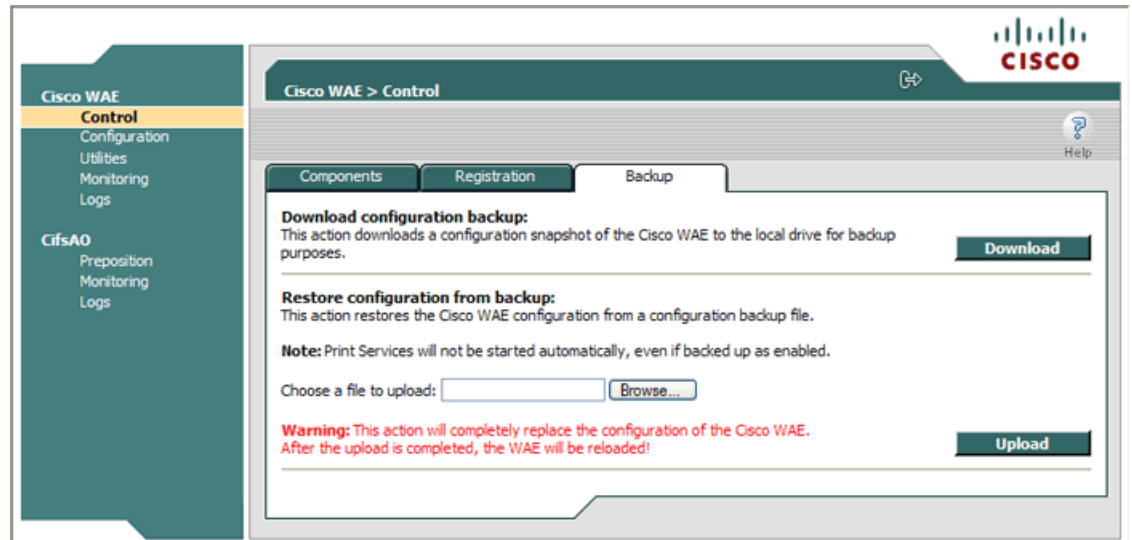 CISCO
Cisco WAE
Control
Configuration
Utilities
Monitoring
Logs
CifsAO
Preposition
Monitoring
Logs
Cisco WAE > Control
Help
Components
Registration
Backup
Download configuration backup:
This action downloads a configuration snapshot of the Cisco WAE to the local drive for backup
purposes.
Download
Restore configuration from backup:
This action restores the Cisco WAE configuration from a configuration backup file.
Note: Print Services will not be started automatically, even if backed up as enabled.
Choose a file to upload:
Browse...
Warning: This action will completely replace the configuration of the Cisco WAE.
After the upload is completed, the WAE will be reloaded!
Upload